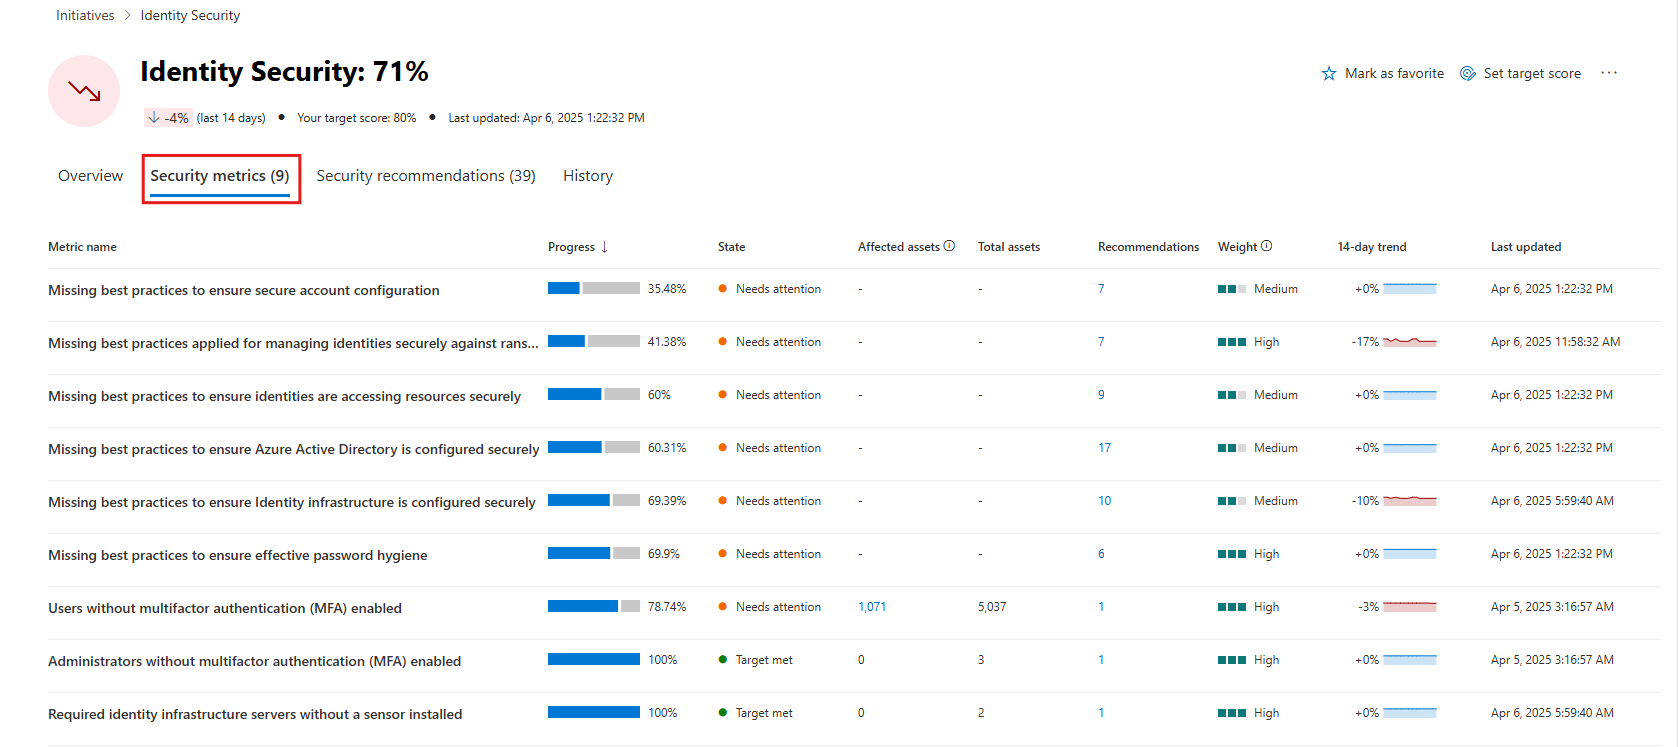 Initiatives > Identity Security
Identity Security: 71%
Mark as favorite Set target score ...
↓ -4% (last 14 days) • Your target score: 80% • Last updated: Apr 6, 2025 1:22:32 PM
Overview Security metrics (9) Security recommendations (39) History
Metric name Progress ↓ State Affected assets Total assets Recommendations Weight 14-day trend Last updated
Missing best practices to ensure secure account configuration 35.48% Needs attention - - 7 Medium +0% Apr 6, 2025 1:22:32 PM
Missing best practices applied for managing identities securely against rans... 41.38% Needs attention - - 7 High -17% Apr 6, 2025 11:58:32 AM
Missing best practices to ensure identities are accessing resources securely 60% Needs attention - - 9 Medium +0% Apr 6, 2025 1:22:32 PM
Missing best practices to ensure Azure Active Directory is configured securely 60.31% Needs attention - - 17 Medium +0% Apr 6, 2025 1:22:32 PM
Missing best practices to ensure Identity infrastructure is configured securely 69.39% Needs attention - - 10 Medium -10% Apr 6, 2025 5:59:40 AM
Missing best practices to ensure effective password hygiene 69.9% Needs attention - - 6 High +0% Apr 6, 2025 1:22:32 PM
Users without multifactor authentication (MFA) enabled 78.74% Needs attention 1,071 5,037 1 High -3% Apr 5, 2025 3:16:57 AM
Administrators without multifactor authentication (MFA) enabled 100% Target met 0 3 1 High +0% Apr 5, 2025 3:16:57 AM
Required identity infrastructure servers without a sensor installed 100% Target met 0 2 1 High +0% Apr 6, 2025 5:59:40 AM